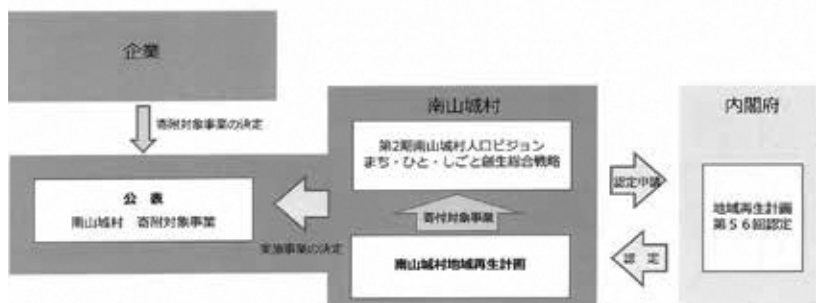 企業
寄附対象事業の決定
公 表
南山城村 寄附対象事業
実施事業の決定
南山城村
第2期南山城村人口ビジョン
まち・ひと・しごと創生総合戦略
寄付対象事業
南山城村地域再生計画
認定申請
認 定
内閣府
地域再生計画
第56回認定